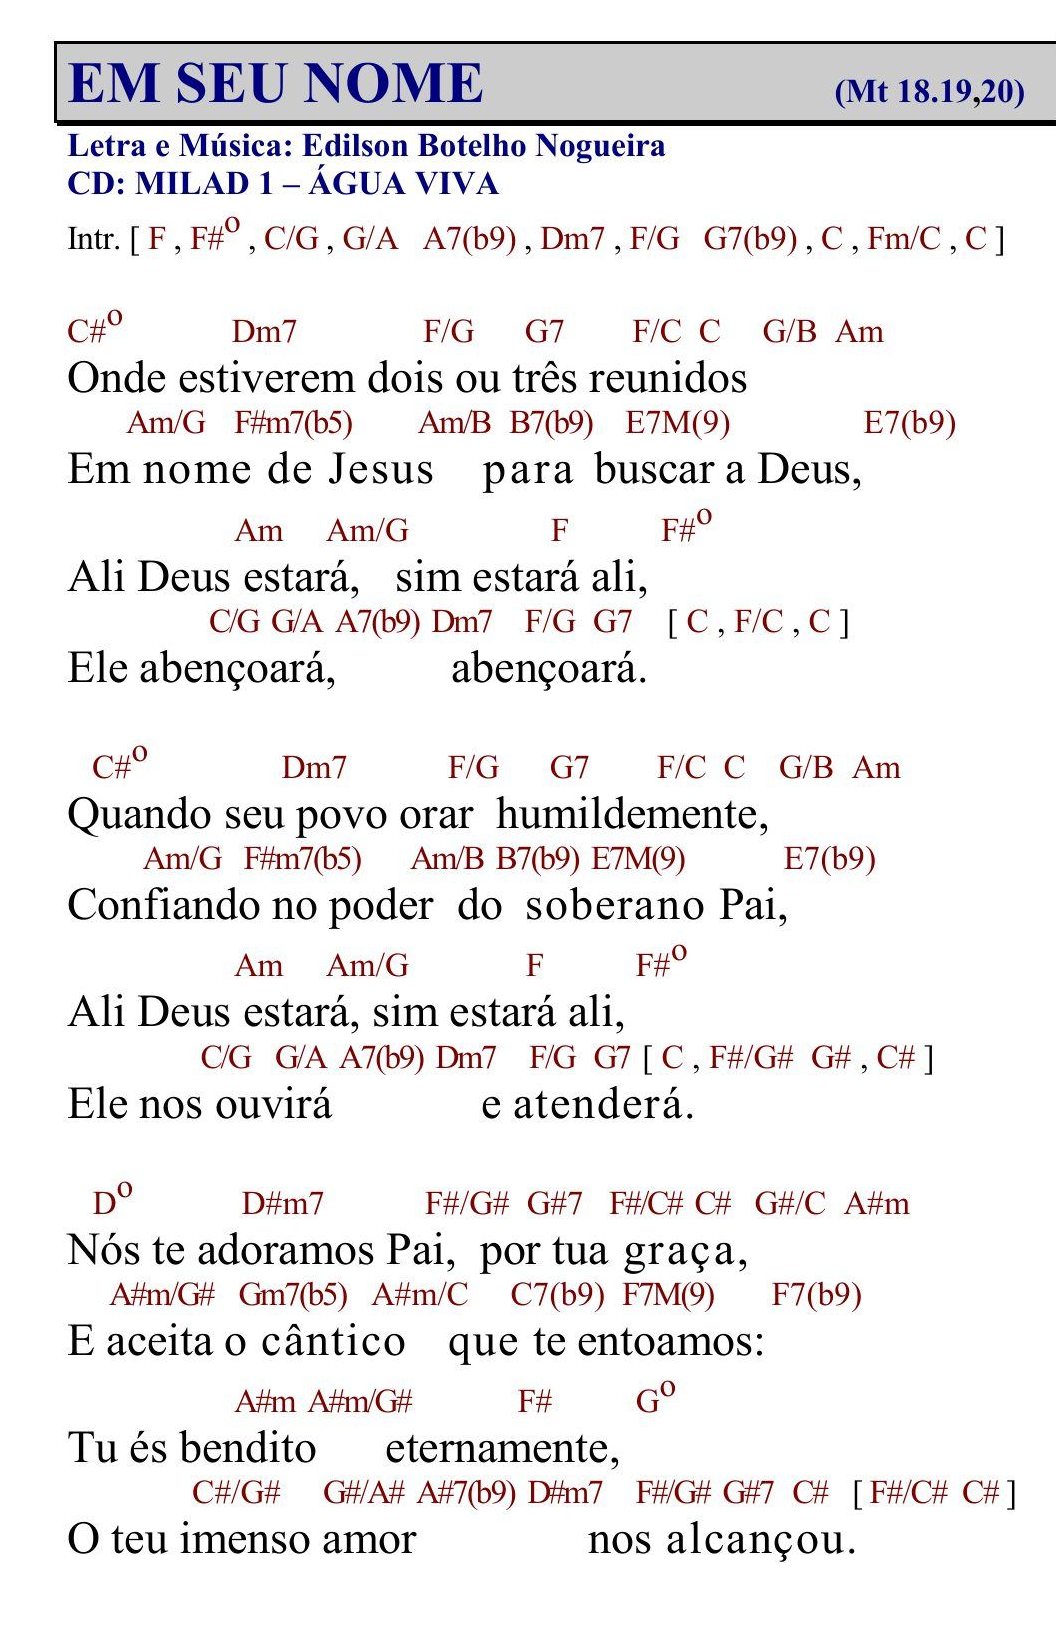 EM SEU NOME (Mt 18.19,20)
Letra e Música: Edilson Botelho Nogueira
CD: MILAD 1 – ÁGUA VIVA
Intr. [ F , F#º , C/G , G/A A7(b9) , Dm7 , F/G G7(b9) , C , Fm/C , C ]
C#º Dm7 F/G G7 F/C C G/B Am
Onde estiverem dois ou três reunidos
Am/G F#m7(b5) Am/B B7(b9) E7M(9) E7(b9)
Em nome de Jesus para buscar a Deus,
Am Am/G F F#º
Ali Deus estará, sim estará ali,
C/G G/A A7(b9) Dm7 F/G G7 [ C , F/C , C ]
Ele abençoará, abençoará.
C#º Dm7 F/G G7 F/C C G/B Am
Quando seu povo orar humildemente,
Am/G F#m7(b5) Am/B B7(b9) E7M(9) E7(b9)
Confiando no poder do soberano Pai,
Am Am/G F F#º
Ali Deus estará, sim estará ali,
C/G G/A A7(b9) Dm7 F/G G7 [ C , F#/G# G# , C# ]
Ele nos ouvirá e atenderá.
Dº D#m7 F#/G# G#7 F#/C# C# G#/C A#m
Nós te adoramos Pai, por tua graça,
A#m/G# Gm7(b5) A#m/C C7(b9) F7M(9) F7(b9)
E aceita o cântico que te entoamos:
A#m A#m/G# F# Gº
Tu és bendito eternamente,
C#/G# G#/A# A#7(b9) D#m7 F#/G# G#7 C# [ F#/C# C# ]
O teu imenso amor nos alcançou.